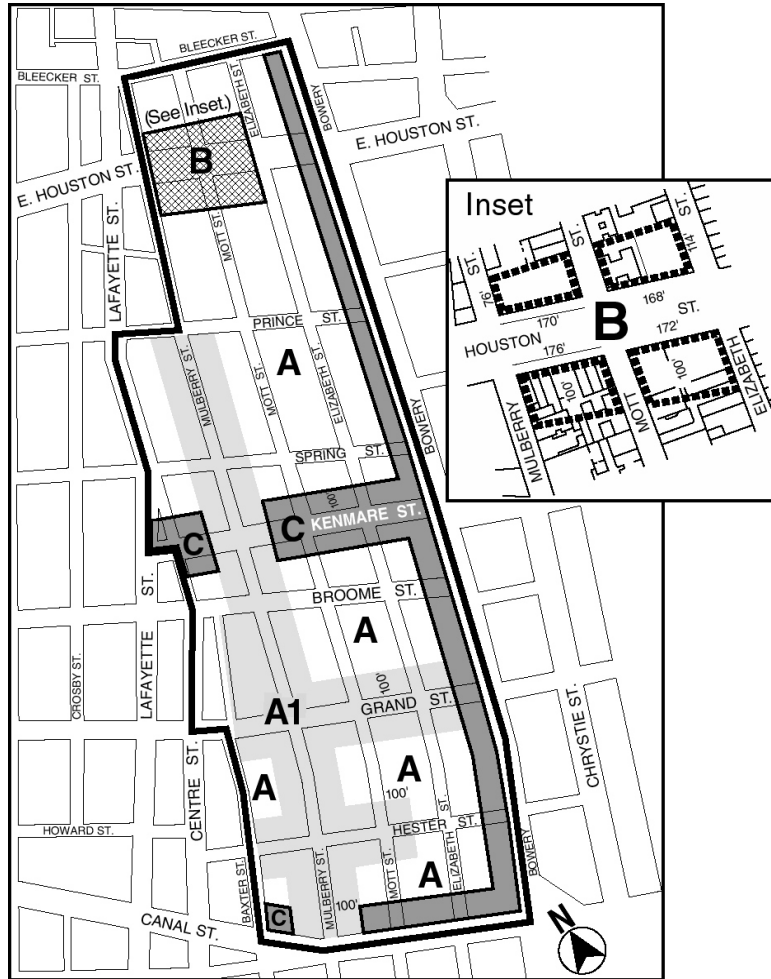 BLEECKER ST.
BLEECKER ST.
(See Inset.)
ELIZABETH ST.
BOWERY
B
E. HOUSTON ST.
E. HOUSTON ST.
LAFAYETTE ST.
MOTT ST.
PRINCE ST.
MULBERRY ST.
A
MOTT ST.
ELIZABETH ST.
BOWERY
SPRING ST.
100'
C
C
KENMARE ST.
ST.
LAFAYETTE
BROOME ST.
A
CROSBY ST.
100'
A1
GRAND ST.
CHRYSTIE ST.
CENTRE ST.
A
A
100'
HOWARD ST.
HESTER ST.
ST.
BAXTER ST.
MULBERRY ST.
MOTT ST.
A
ELIZABETH
BOWERY
C
100'
CANAL ST.
N
Inset
ST.
ST.
ST.
76'
114'
170'
168'
B
HOUSTON
ST.
176'
172'
100'
100'
MULBERRY
MOTT
ELIZABETH